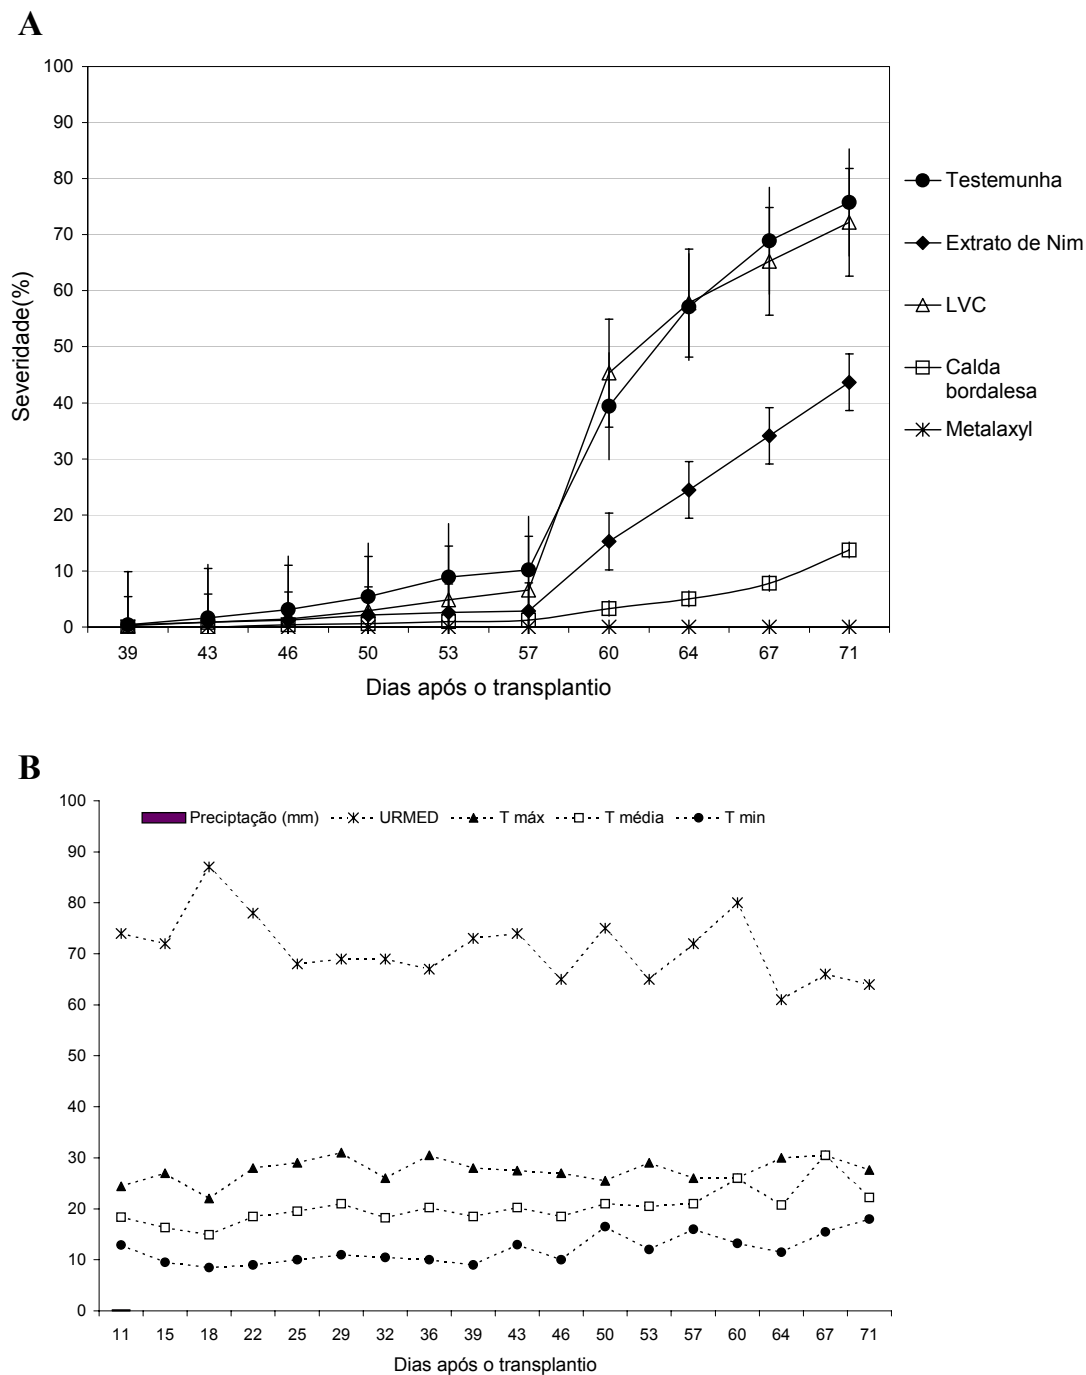 A
100
90
80
70
60
50
40
30
20
10
0
Severidade(%)
39 43 46 50 53 57 60 64 67 71
Dias após o transplantio
Testemunha
Extrato de Nim
LVC
Calda
bordalesa
Metalaxyl
B
100
90
80
70
60
50
40
30
20
10
0
Preciptação (mm) URMED T máx T média T min
11 15 18 22 25 29 32 36 39 43 46 50 53 57 60 64 67 71
Dias após o transplantio